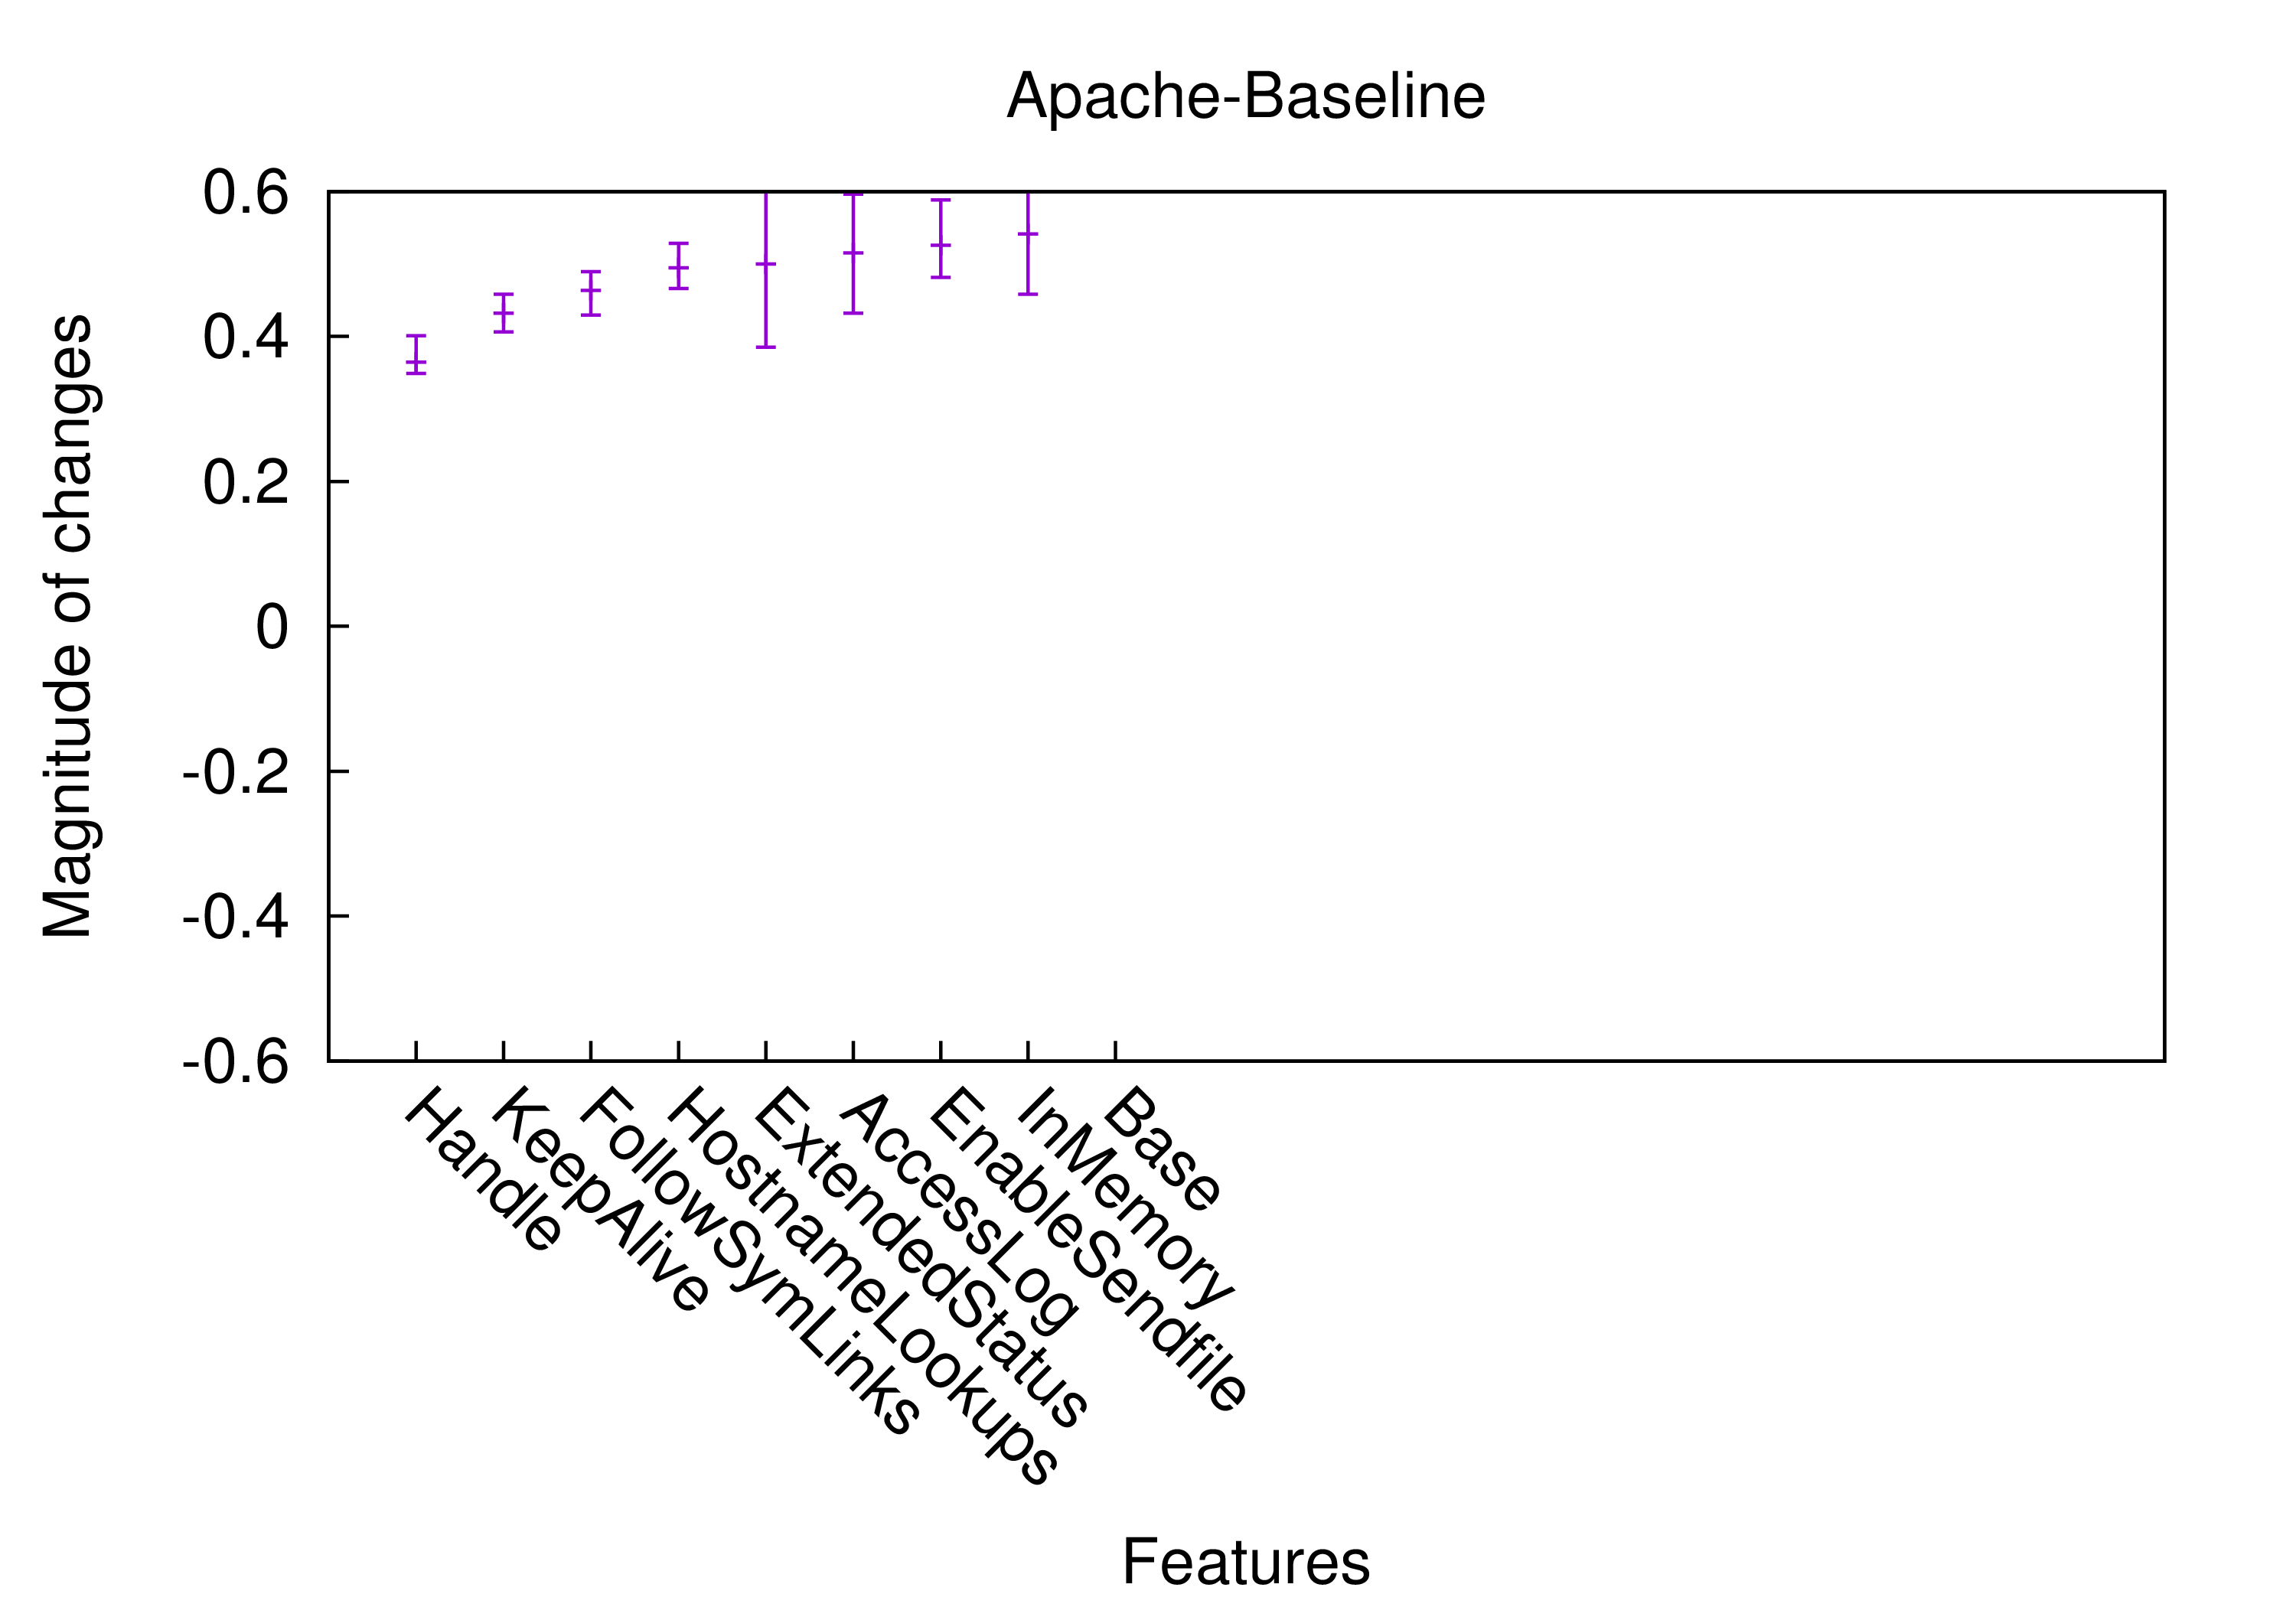 Apache-Baseline
Magnitude of changes
0.6
0.4
0.2
0
-0.2
-0.4
-0.6
Handle
KeepAlive
FollowSymLinks
HostnameLookups
ExtendedStatus
AccessLog
EnableSendfile
InMemory
Base
Features